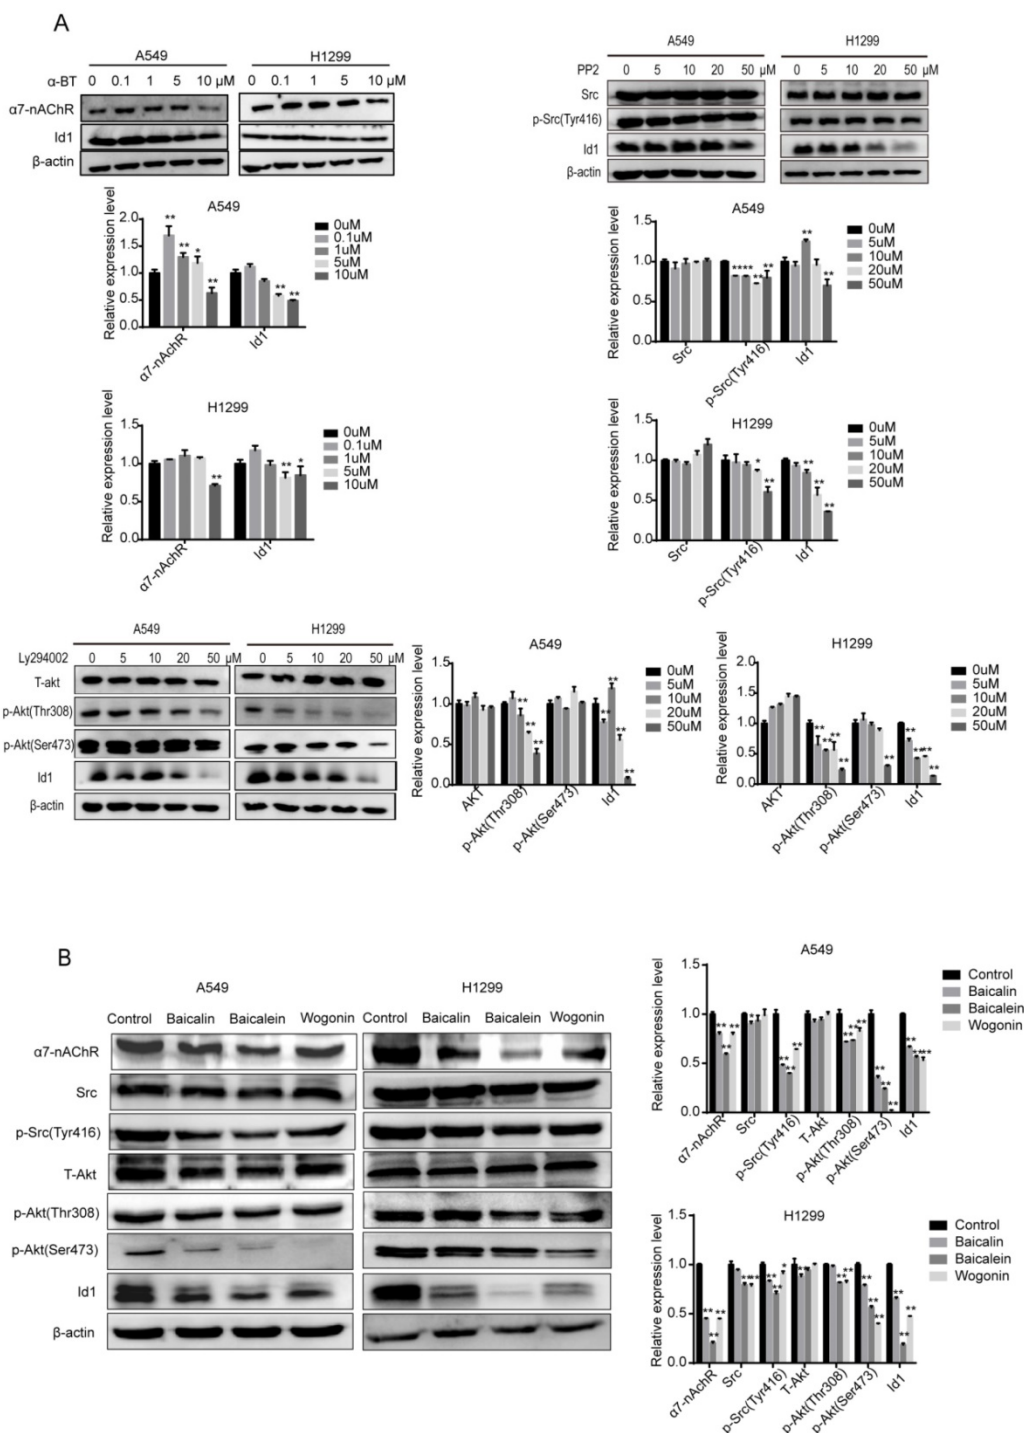 A
A549
H1299
α-BT 0 0.1 1 5 10 μM 0 0.1 1 5 10 μM
α7-nAChR
Id1
β-actin
A549
H1299
PP2 0 5 10 20 50 μM 0 5 10 20 50 μM
Src
p-Src(Tyr416)
Id1
β-actin
A549
Relative expression level
2.0
1.5
1.0
0.5
0.0
** ** * ** ** **
α7-nAchR
Id1
0uM
0.1uM
1uM
5uM
10uM
A549
Relative expression level
1.5
1.0
0.5
0.0
**** ** ** ** **
Src
p-Src(Tyr416)
Id1
0uM
5uM
10uM
20uM
50uM
H1299
Relative expression level
1.5
1.0
0.5
0.0
** ** *
α7-nAchR
Id1
0uM
0.1uM
1uM
5uM
10uM
H1299
Relative expression level
1.5
1.0
0.5
0.0
* ** ** ** **
Src
p-Src(Tyr416)
Id1
0uM
5uM
10uM
20uM
50uM
A549
H1299
Ly294002 0 5 10 20 50 μM 0 5 10 20 50 μM
T-akt
p-Akt(Thr308)
p-Akt(Ser473)
Id1
β-actin
A549
Relative expression level
1.5
1.0
0.5
0.0
** ** ** ** ** ** **
AKT
p-Akt(Thr308)
p-Akt(Ser473)
Id1
0uM
5uM
10uM
20uM
50uM
H1299
Relative expression level
2.0
1.5
1.0
0.5
0.0
** ** ** ** ** ** ** ** **
AKT
p-Akt(Thr308)
p-Akt(Ser473)
Id1
0uM
5uM
10uM
20uM
50uM
B
A549
H1299
Control Baicalin Baicalein Wogonin Control Baicalin Baicalein Wogonin
α7-nAChR
Src
p-Src(Tyr416)
T-Akt
p-Akt(Thr308)
p-Akt(Ser473)
Id1
β-actin
A549
Relative expression level
1.5
1.0
0.5
0.0
** ** ** * ** ** ** ** ** ** ** ** ** ** ** **
α7-nAchR
Src
p-Src(Tyr416)
T-Akt
p-Akt(Thr308)
p-Akt(Ser473)
Id1
Control
Baicalin
Baicalein
Wogonin
H1299
Relative expression level
1.5
1.0
0.5
0.0
** ** ** ** ** ** ** * ** ** ** ** ** ** ** ** **
α7-nAchR
Src
p-Src(Tyr416)
T-Akt
p-Akt(Thr308)
p-Akt(Ser473)
Id1
Control
Baicalin
Baicalein
Wogonin